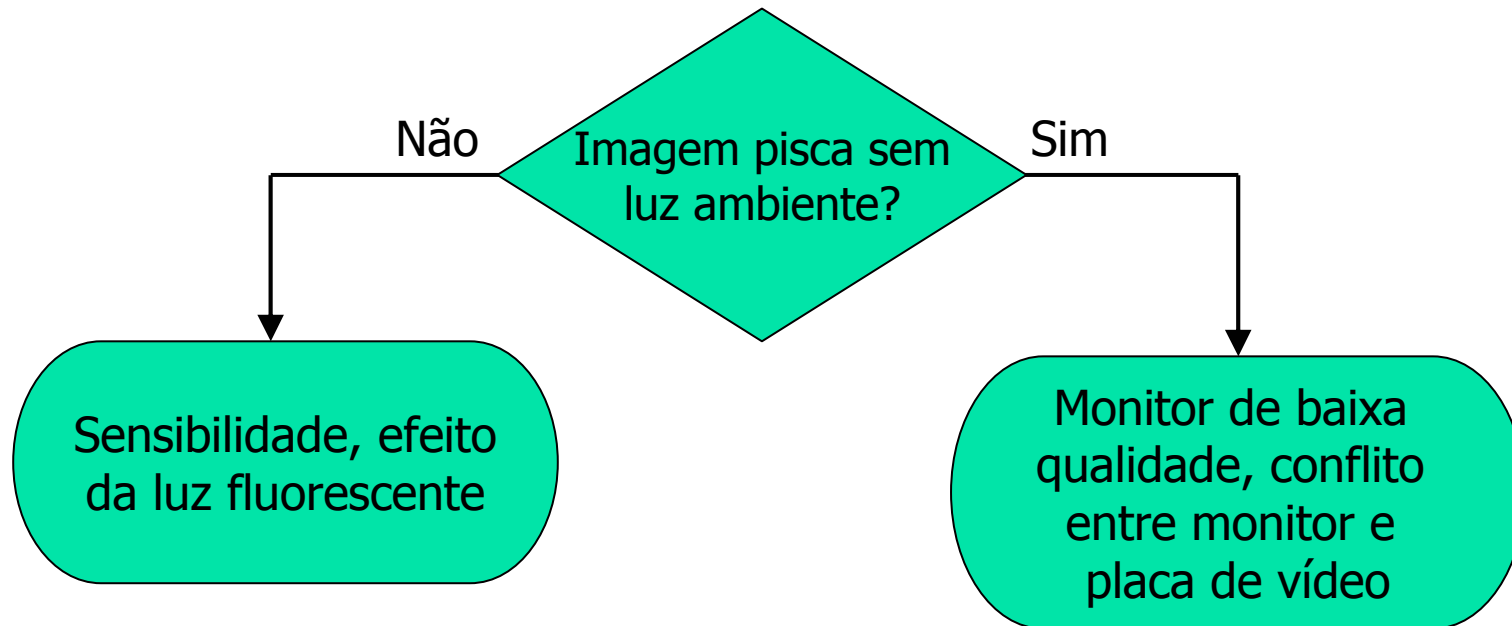 Não
Imagem pisca sem
luz ambiente?
Sim
Sensibilidade, efeito
da luz fluorescente
Monitor de baixa
qualidade, conflito
entre monitor e
placa de vídeo